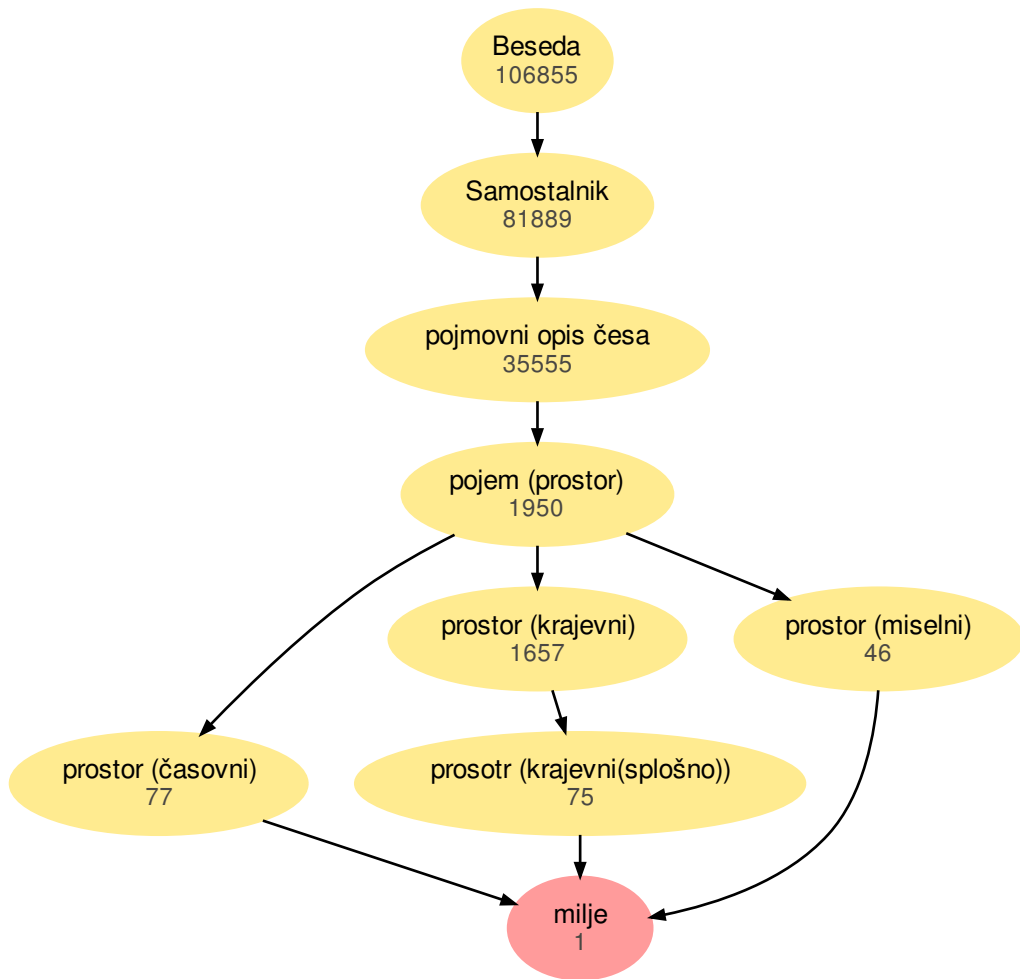 Beseda
106855
Samostalnik
81889
pojmovni opis česa
35555
pojem (prostor)
1950
prostor (krajevni)
1657
prostor (miselni)
46
prostor (časovni)
77
prosotr (krajevni(splošno))
75
milje
1